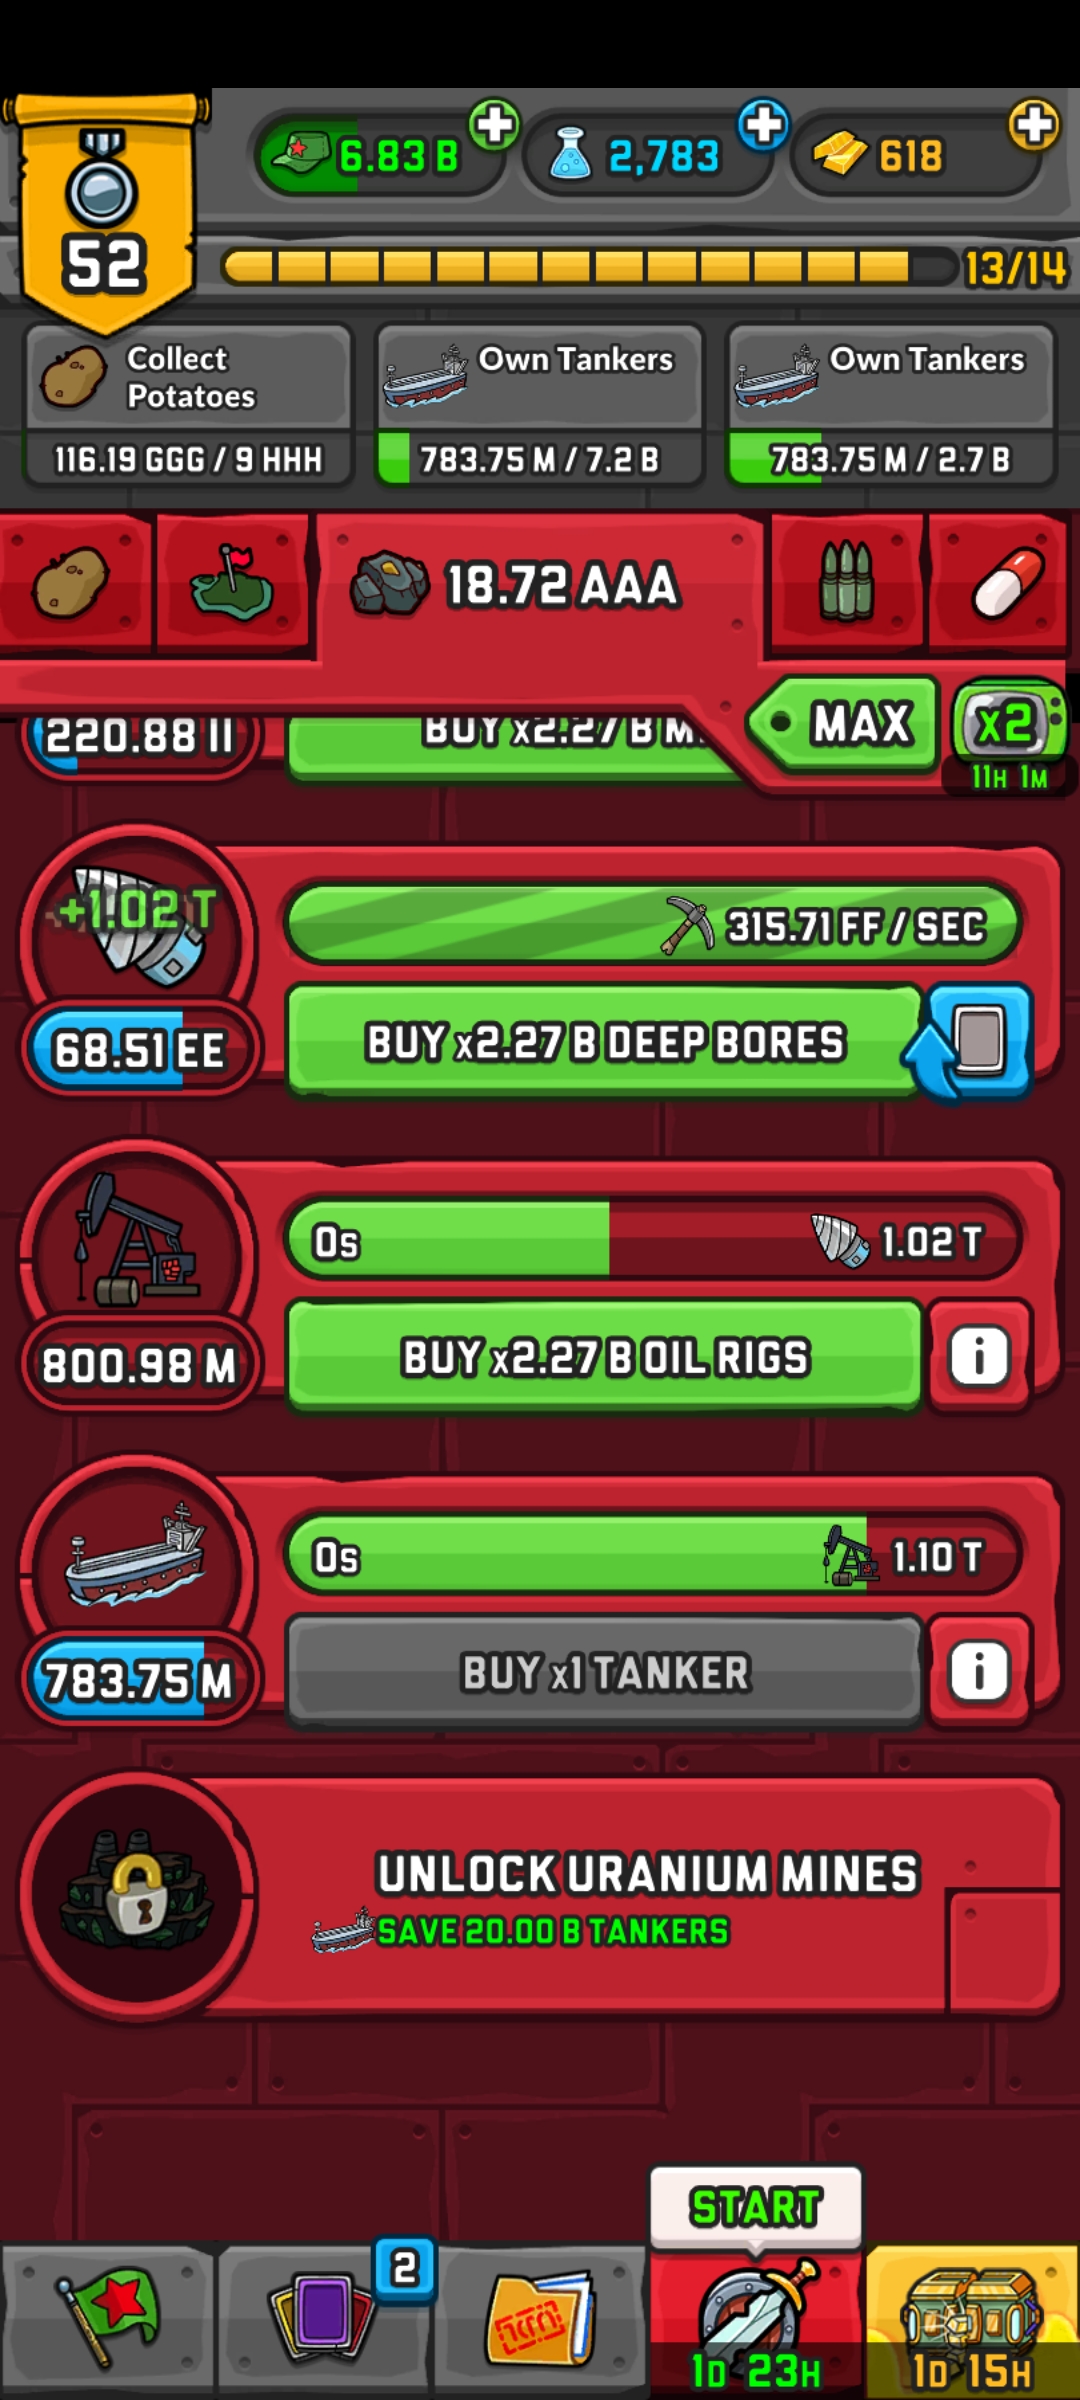 6.83 B
2,783
618
52
13/14
Collect
Potatoes
116.19 GGG / 9 HHH
Own Tankers
783.75 M / 7.2 B
Own Tankers
783.75 M / 2.7 B
18.72 AAA
MAX
x2
11H 1M
220.88 II
BUY x2.27 B M
+1.02 T
315.71 FF / SEC
68.51 EE
BUY x2.27 B DEEP BORES
0s
1.02 T
800.98 M
BUY x2.27 B OIL RIGS
i
0s
1.10 T
783.75 M
BUY x1 TANKER
i
UNLOCK URANIUM MINES
SAVE 20.00 B TANKERS
START
2
1D 23H
1D 15H